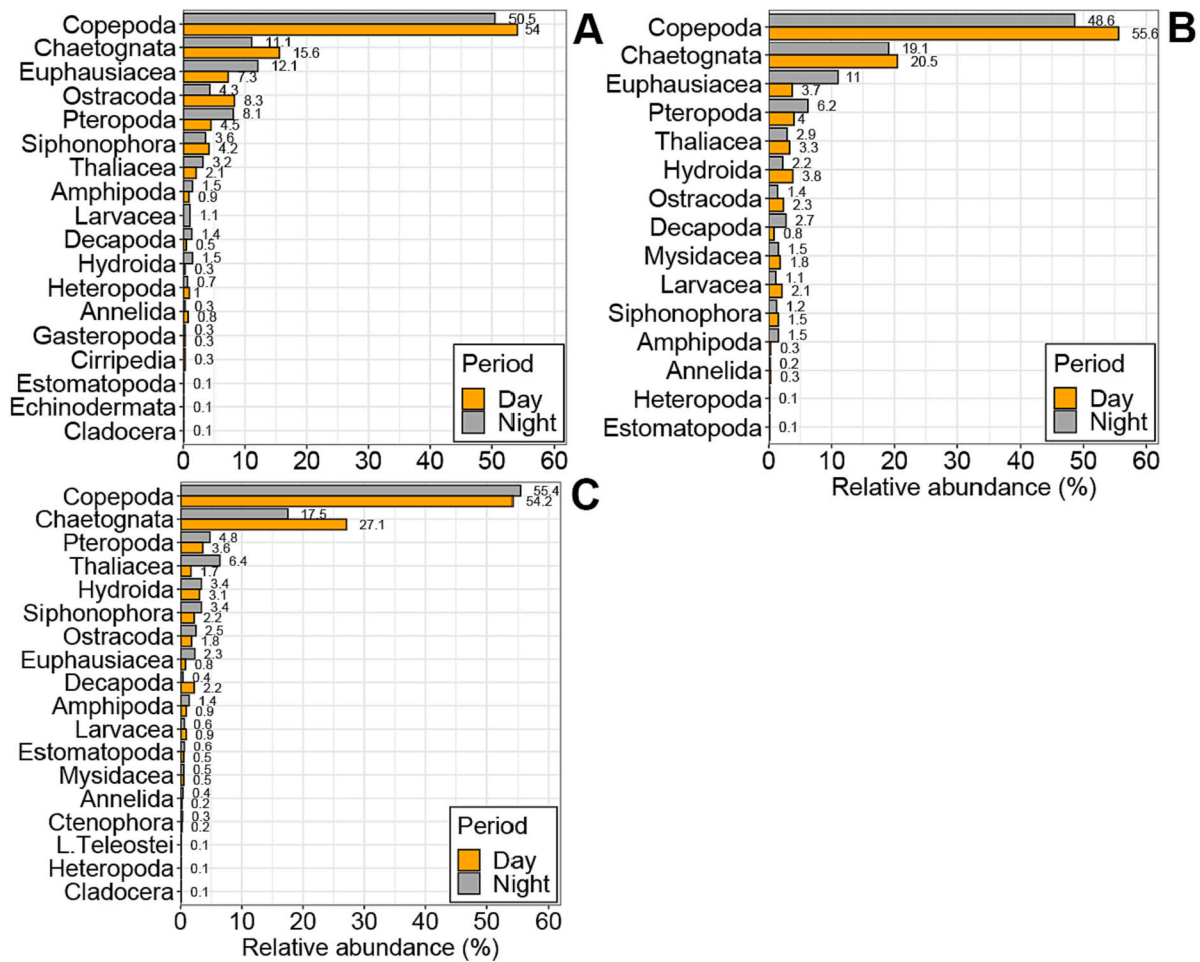 A
Copepoda 50.5
54
Chaetognata 11.1
15.6
Euphausiacea 12.1
7.3
Ostracoda 4.3
8.3
Pteropoda 8.1
4.5
Siphonophora 3.6
4.2
Thaliacea 3.2
2.1
Amphipoda 1.5
0.9
Larvacea 1.1
Decapoda 1.4
0.5
Hydroida 1.5
0.3
Heteropoda 0.7
1
Annelida 0.3
0.8
Gasteropoda 0.3
0.3
Cirripedia 0.3
Estomatopoda 0.1
Echinodermata 0.1
Cladocera 0.1
Period
Day
Night
0 10 20 30 40 50 60
B
Copepoda 48.6
55.6
Chaetognata 19.1
20.5
Euphausiacea 11
3.7
Pteropoda 6.2
4
Thaliacea 2.9
3.3
Hydroida 2.2
3.8
Ostracoda 1.4
2.3
Decapoda 2.7
0.8
Mysidacea 1.5
1.8
Larvacea 1.1
2.1
Siphonophora 1.2
1.5
Amphipoda 1.5
0.3
Annelida 0.2
0.3
Heteropoda 0.1
Estomatopoda 0.1
Period
Day
Night
0 10 20 30 40 50 60
Relative abundance (%)
C
Copepoda 55.4
54.2
Chaetognata 17.5
27.1
Pteropoda 4.8
3.6
Thaliacea 6.4
1.7
Hydroida 3.4
3.1
Siphonophora 3.4
2.2
Ostracoda 2.5
1.8
Euphausiacea 2.3
0.8
Decapoda 0.4
2.2
Amphipoda 1.4
0.9
Larvacea 0.6
0.9
Estomatopoda 0.6
0.5
Mysidacea 0.5
0.5
Annelida 0.4
0.2
Ctenophora 0.3
0.2
L.Teleostei 0.1
Heteropoda 0.1
Cladocera 0.1
Period
Day
Night
0 10 20 30 40 50 60
Relative abundance (%)